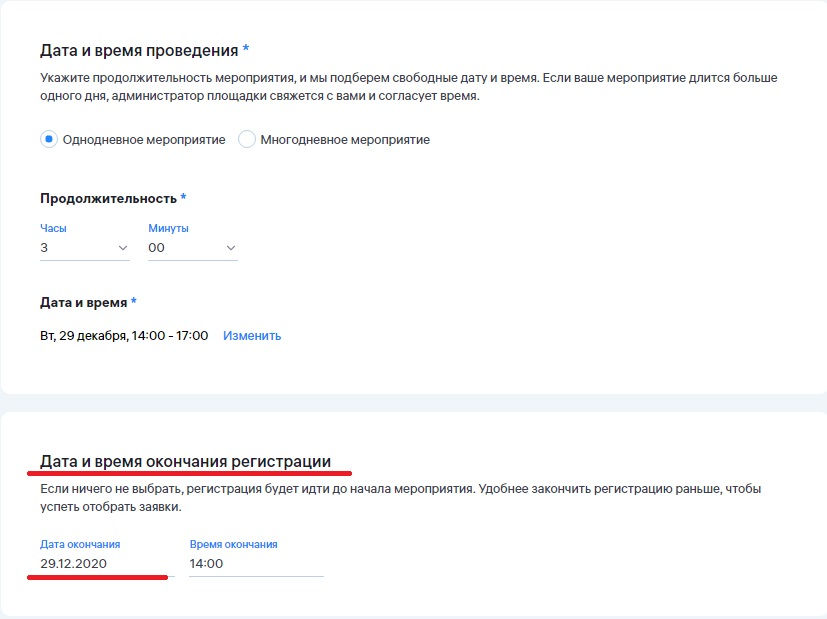 Дата и время проведения *
Укажите продолжительность мероприятия, и мы подберем свободные дату и время. Если ваше мероприятие длится больше
одного дня, администратор площадки свяжется с вами и согласует время.
Однодневное мероприятие Многодневное мероприятие
Продолжительность *
Часы Минуты
3 00
Дата и время *
Вт, 29 декабря, 14:00 - 17:00 Изменить
Дата и время окончания регистрации
Если ничего не выбрать, регистрация будет идти до начала мероприятия. Удобнее закончить регистрацию раньше, чтобы
успеть отобрать заявки.
Дата окончания Время окончания
29.12.2020 14:00